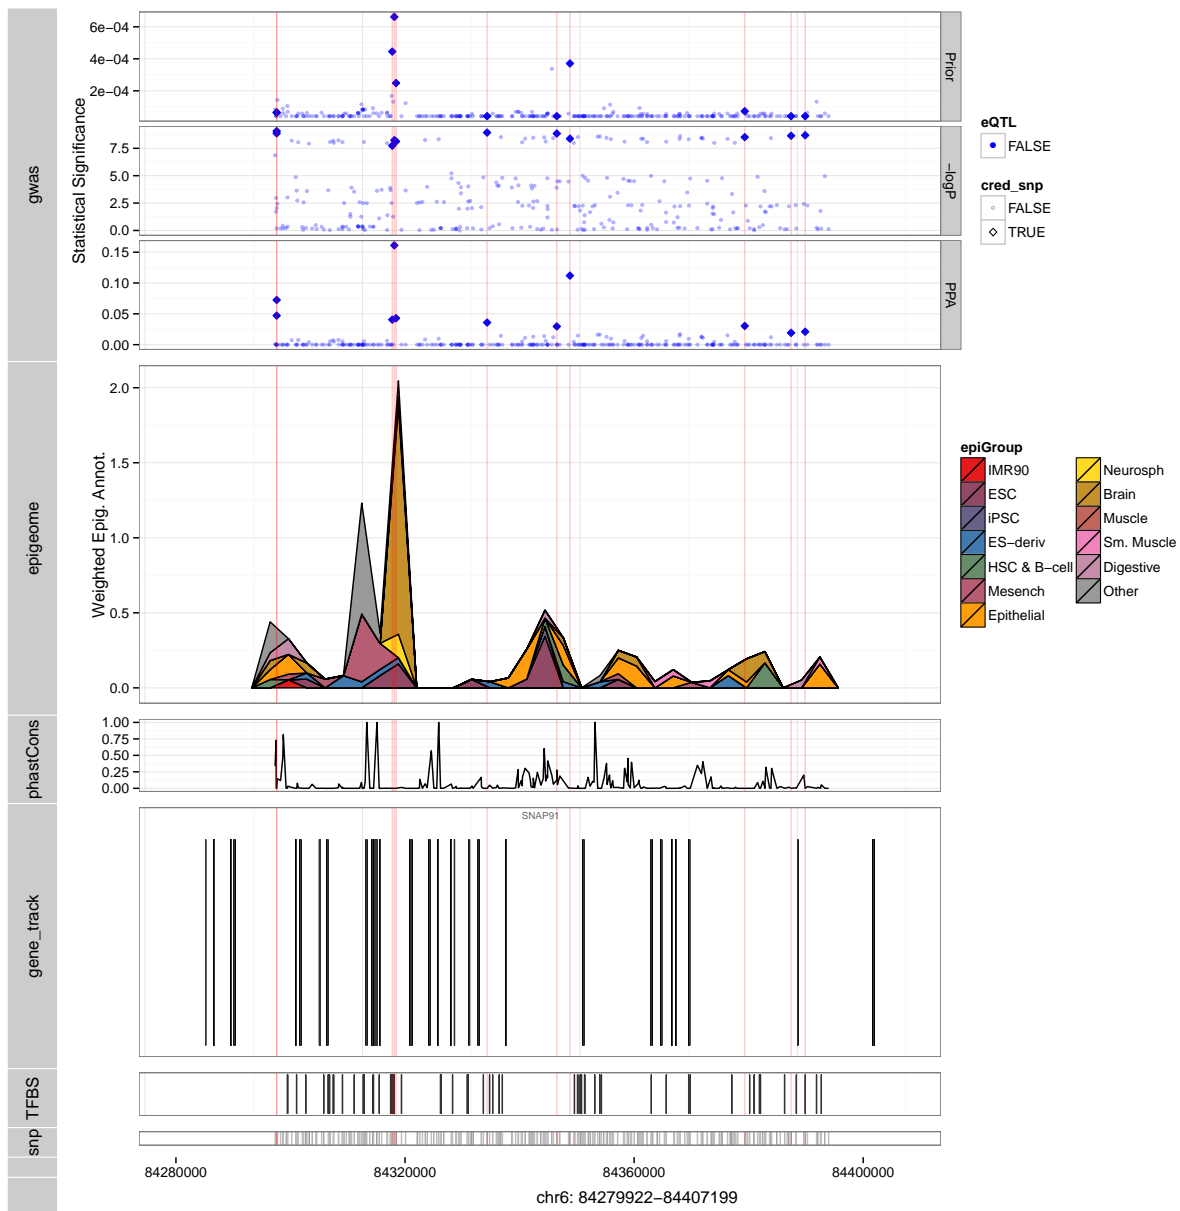 gwas
Statistical Significance
6e−04
4e−04
2e−04
Prior
7.5
5.0
2.5
0.0
−logP
0.15
0.10
0.05
0.00
PPA
eQTL
FALSE
cred_snp
FALSE
TRUE
epigeome
Weighted Epig. Annot.
2.0
1.5
1.0
0.5
0.0
epiGroup
IMR90
ESC
iPSC
ES−deriv
HSC & B−cell
Mesench
Epithelial
Neurosph
Brain
Muscle
Sm. Muscle
Digestive
Other
phastCons
1.00
0.75
0.50
0.25
0.00
gene_track
SNAP91
TFBS
snp
84280000
84320000
84360000
84400000
chr6: 84279922−84407199